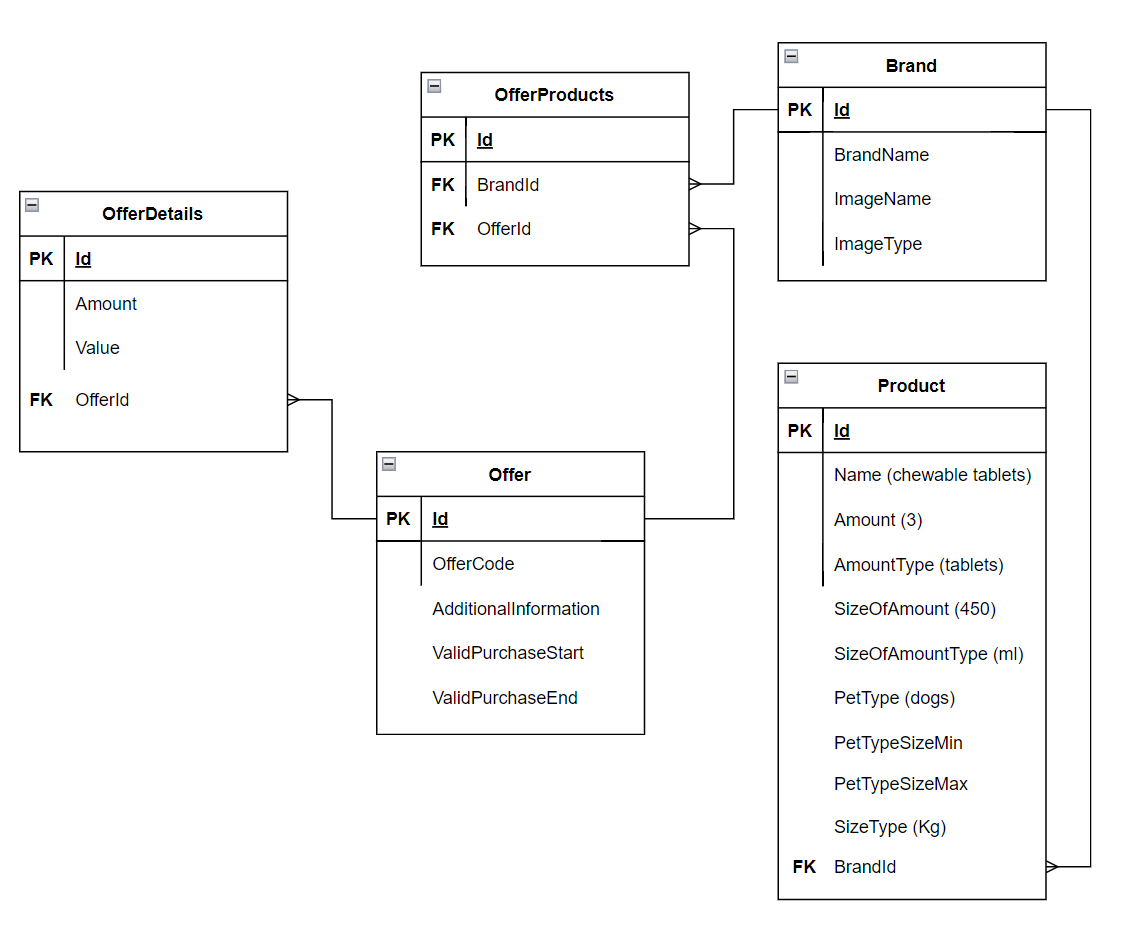 OfferProducts
PK Id
FK BrandId
FK OfferId
Brand
PK Id
BrandName
ImageName
ImageType
OfferDetails
PK Id
Amount
Value
FK OfferId
Offer
PK Id
OfferCode
AdditionalInformation
ValidPurchaseStart
ValidPurchaseEnd
Product
PK Id
Name (chewable tablets)
Amount (3)
AmountType (tablets)
SizeOfAmount (450)
SizeOfAmountType (ml)
PetType (dogs)
PetTypeSizeMin
PetTypeSizeMax
SizeType (Kg)
FK BrandId